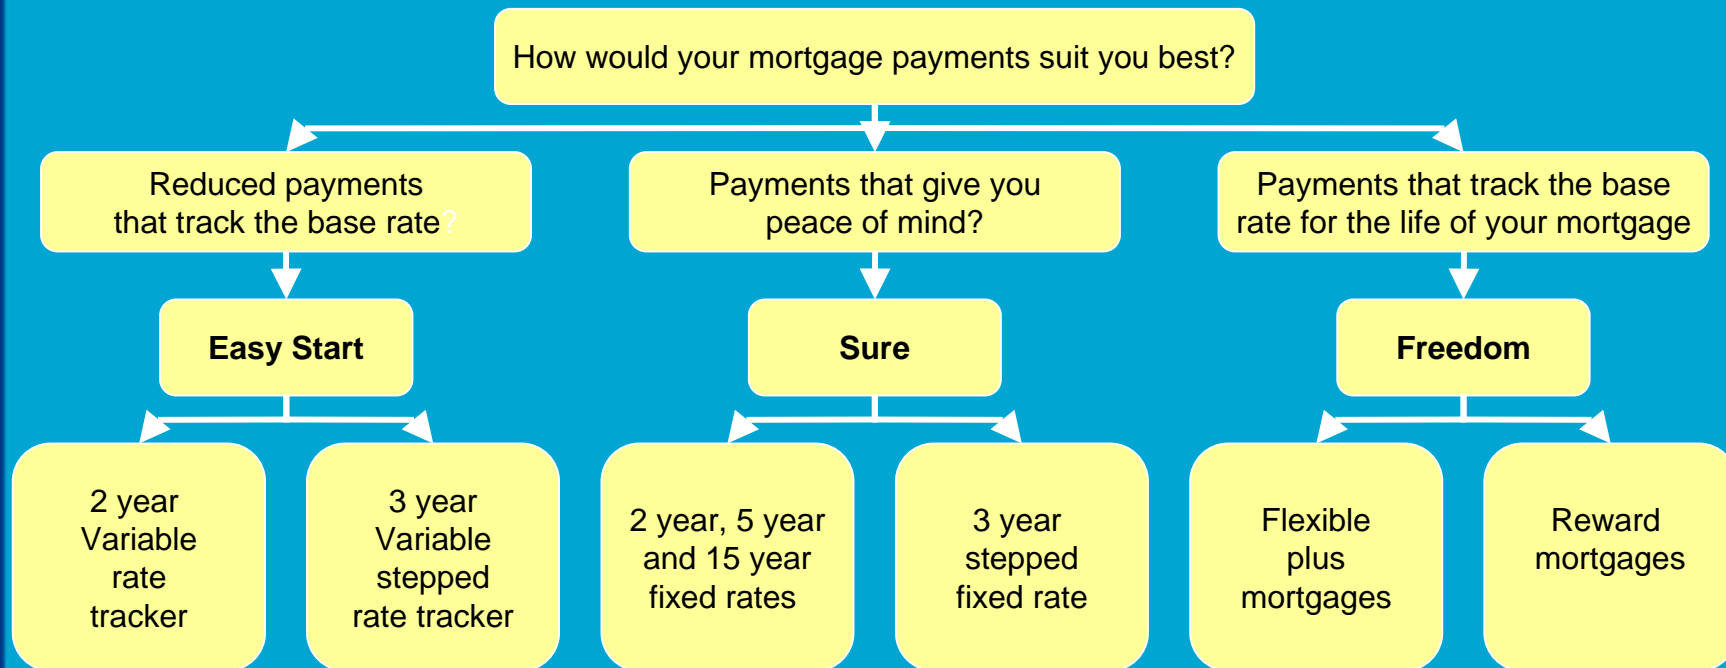 How would your mortgage payments suit you best?
Reduced payments
that track the base rate?
Payments that give you
peace of mind?
Payments that track the base
rate for the life of your mortgage
Easy Start
Sure
Freedom
2 year
Variable
rate
tracker
3 year
Variable
stepped
rate tracker
2 year, 5 year
and 15 year
fixed rates
3 year
stepped
fixed rate
Flexible
plus
mortgages
Reward
mortgages